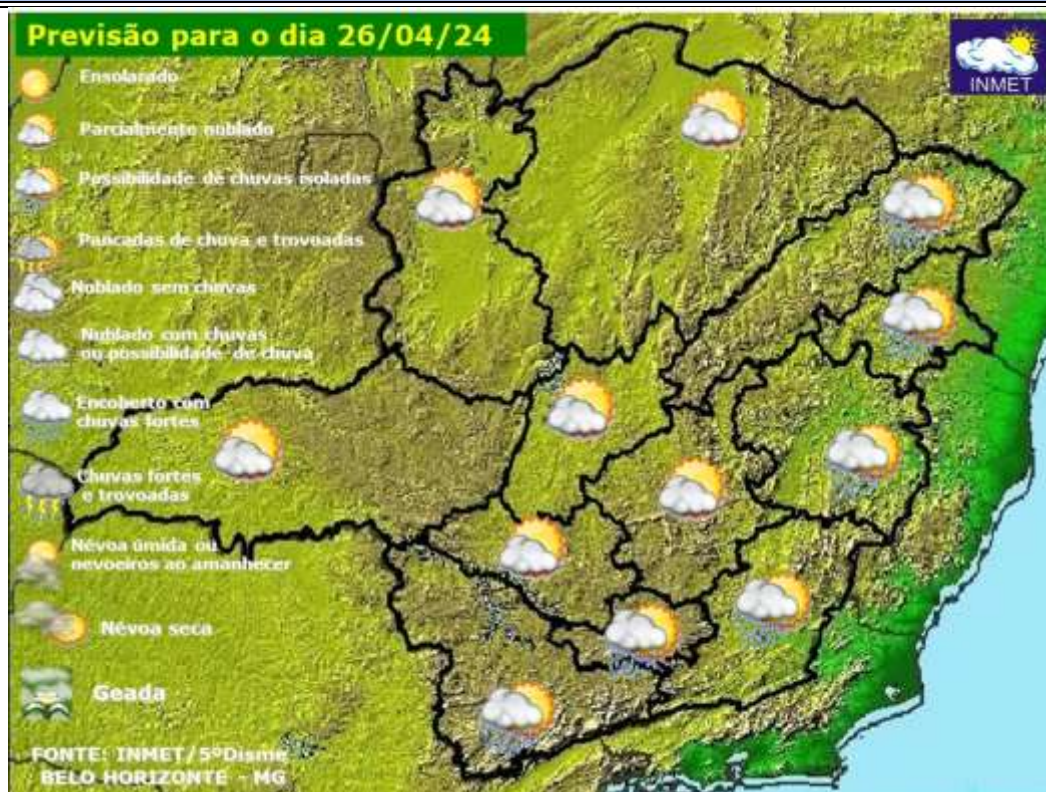 Previsão para o dia 26/04/24
INMET
Ensolarado
Parcialmente nublado
Possibilidade de chuvas isoladas
Pancadas de chuva e trovoadas
Noblado sem chuvas
Nublado com chuvas
ou possibilidade de chuva
Encoberto com
chuvas fortes
Chuvas fortes
e trovoadas
Névoa úmida ou
nevoeiros ao amanhecer
Névoa seca
Geada
FONTE: INMET/5ºDisme
BELO HORIZONTE - MG